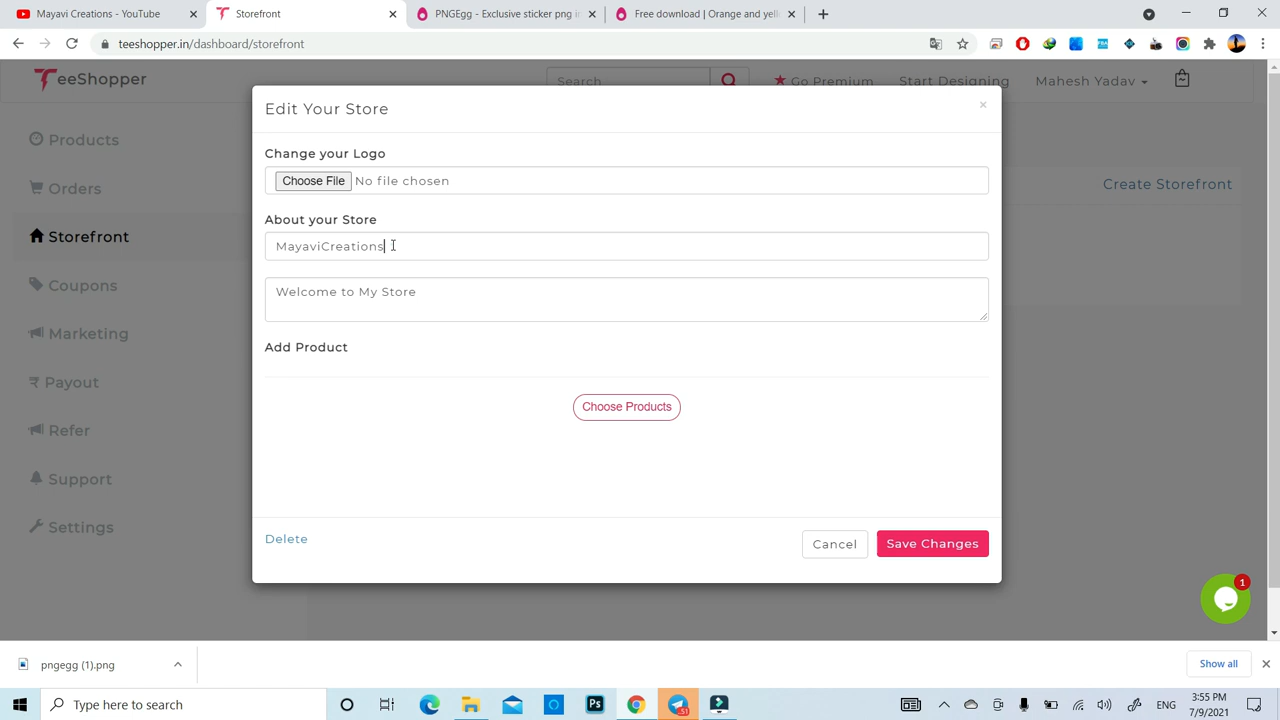 Mayavi Creations - YouTube
Storefront
PNGEgg - Exclusive sticker png in
Free download | Orange and yell
teeshopper.in/dashboard/storefront
TeeShopper
Search
Go Premium
Start Designing
Mahesh Yadav
Edit Your Store
×
Products
Change your Logo
Choose File No file chosen
Orders
Create Storefront
About your Store
Storefront
MayaviCreations
Coupons
Welcome to My Store
Marketing
Add Product
Payout
Choose Products
Refer
Support
Settings
Delete
Cancel
Save Changes
1
pngegg (1).png
Show all
Type here to search
Ps
51
ENG
3:55 PM
7/9/2021